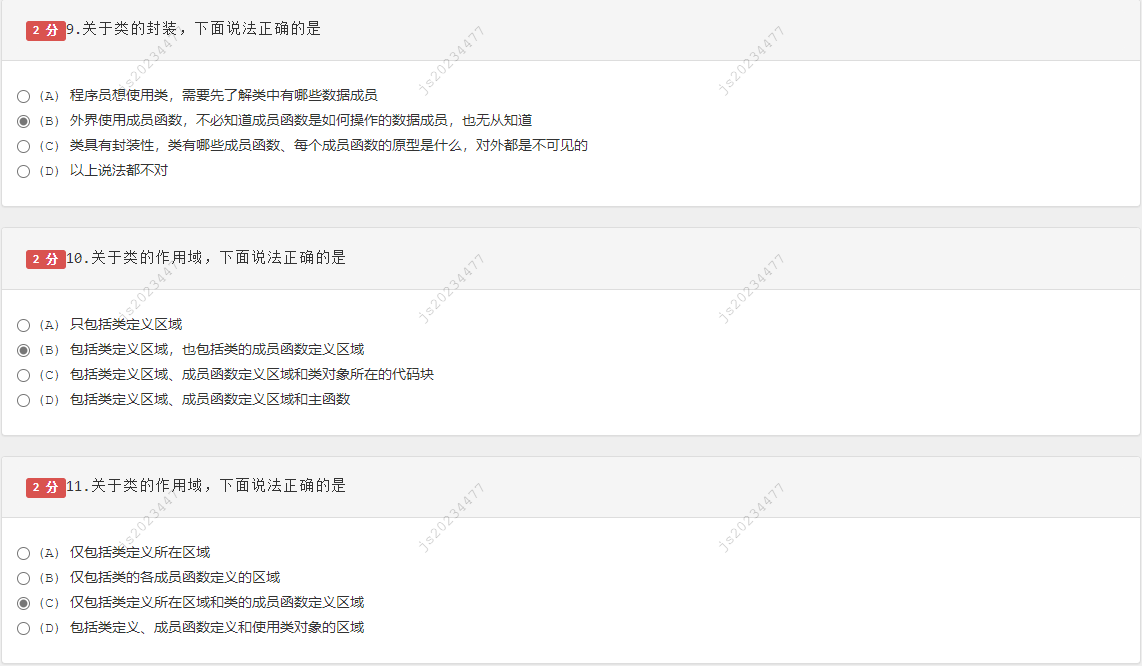 2 分 9.关于类的封装，下面说法正确的是
js20234477 js20234477 js20234477
(A) 程序员想使用类，需要先了解类中有哪些数据成员
(B) 外界使用成员函数，不必知道成员函数是如何操作的数据成员，也无从知道
(C) 类具有封装性，类有哪些成员函数、每个成员函数的原型是什么，对外都是不可见的
(D) 以上说法都不对
2 分 10.关于类的作用域，下面说法正确的是
js20234477 js20234477 js20234477
(A) 只包括类定义区域
(B) 包括类定义区域，也包括类的成员函数定义区域
(C) 包括类定义区域、成员函数定义区域和类对象所在的代码块
(D) 包括类定义区域、成员函数定义区域和主函数
2 分 11.关于类的作用域，下面说法正确的是
js20234477 js20234477 js20234477
(A) 仅包括类定义所在区域
(B) 仅包括类的各成员函数定义的区域
(C) 仅包括类定义所在区域和类的成员函数定义区域
(D) 包括类定义、成员函数定义和使用类对象的区域